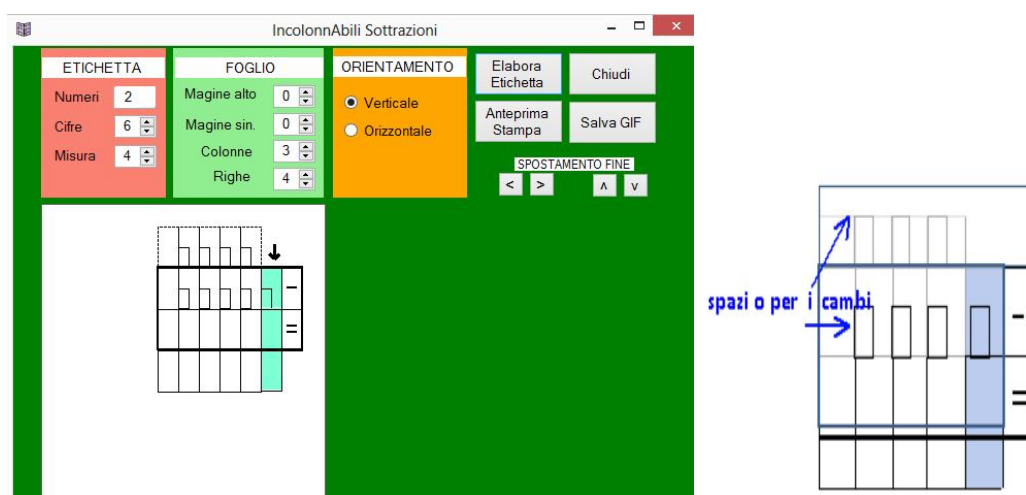 IncolonnAbili Sottrazioni
ETICHETTA
Numeri 2
Cifre 6
Misura 4
FOGLIO
Magine alto 0
Magine sin. 0
Colonne 3
Righe 4
ORIENTAMENTO
Verticale
Orizzontale
Elabora
Etichetta
Chiudi
Anteprima
Stampa
Salva GIF
SPOSTAMENTO FINE
< > ʌ v
-
=
spazi o per i cambi
-
=